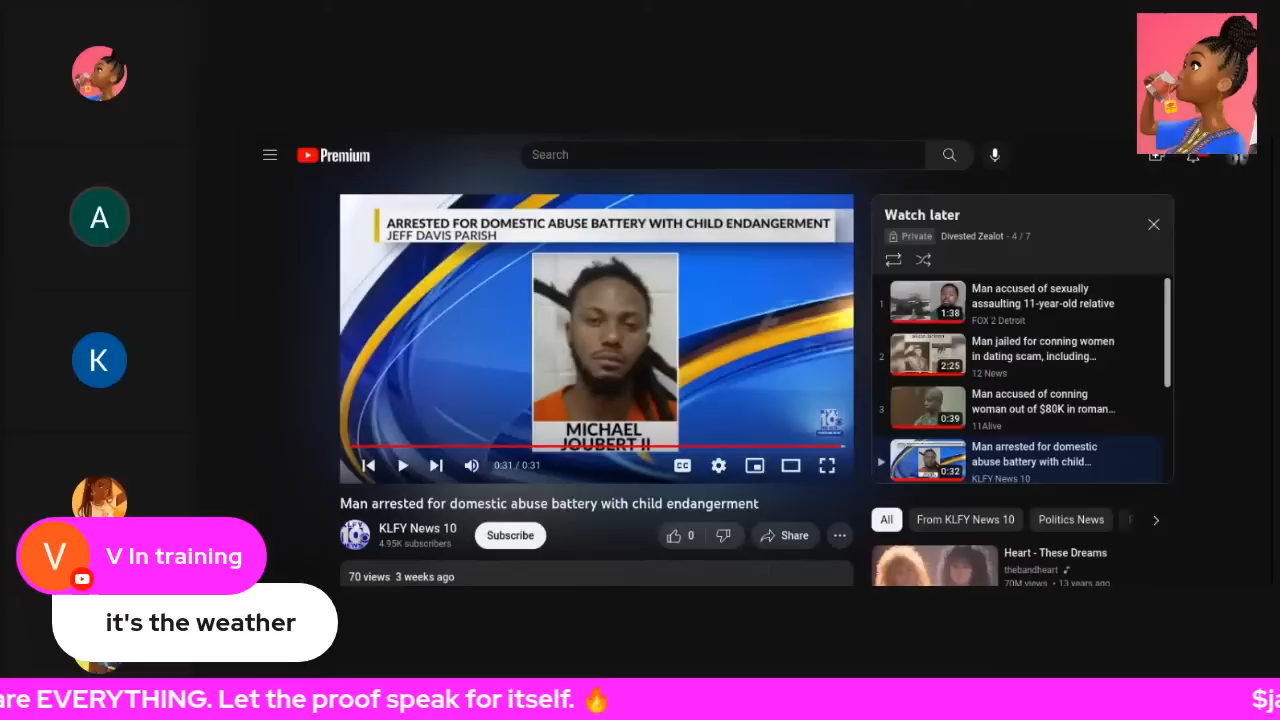 Premium
Search
ARRESTED FOR DOMESTIC ABUSE BATTERY WITH CHILD ENDANGERMENT
JEFF DAVIS PARISH
MICHAEL
JOUBERT II
0:31 / 0:31
CC
Man arrested for domestic abuse battery with child endangerment
KLFY News 10
4.95K subscribers
Subscribe
0
Share
70 views 3 weeks ago
Watch later
Private Divested Zealot - 4 / 7
1
1:38
Man accused of sexually
assaulting 11-year-old relative
FOX 2 Detroit
2
2:25
Man jailed for conning women
in dating scam, including...
12 News
3
0:39
Man accused of conning
woman out of $80K in roman...
11Alive
0:32
Man arrested for domestic
abuse battery with child...
KLFY News 10
All
From KLFY News 10
Politics News
Heart - These Dreams
thebandheart
70M views • 13 years ago
A
K
V
V In training
it's the weather
are EVERYTHING. Let the proof speak for itself. 🔥
$ja